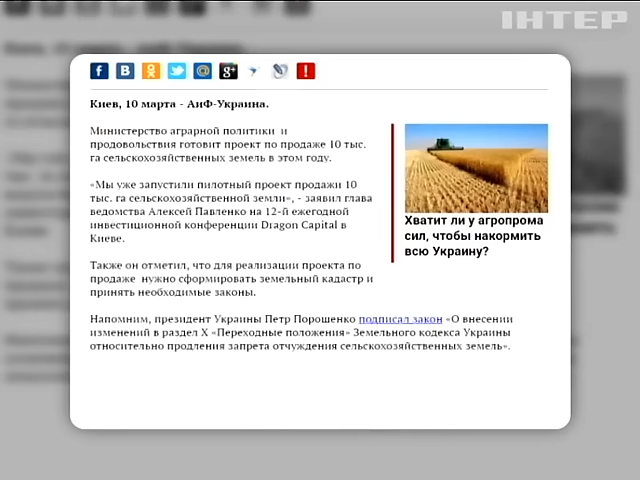 ІНТЕР
Киев, 10 марта - АиФ-Украина.
Министерство аграрной политики и
продовольствия готовит проект по продаже 10 тыс.
га сельскохозяйственных земель в этом году.
«Мы уже запустили пилотный проект продажи 10
тыс. га сельскохозяйственной земли», - заявил глава
ведомства Алексей Павленко на 12-й ежегодной
инвестиционной конференции Dragon Capital в
Киеве.
Также он отметил, что для реализации проекта по
продаже нужно сформировать земельный кадастр и
принять необходимые законы.
Хватит ли у агропрома
сил, чтобы накормить
всю Украину?
Напомним, президент Украины Петр Порошенко подписал закон «О внесении
изменений в раздел X «Переходные положения» Земельного кодекса Украины
относительно продления запрета отчуждения сельскохозяйственных земель».